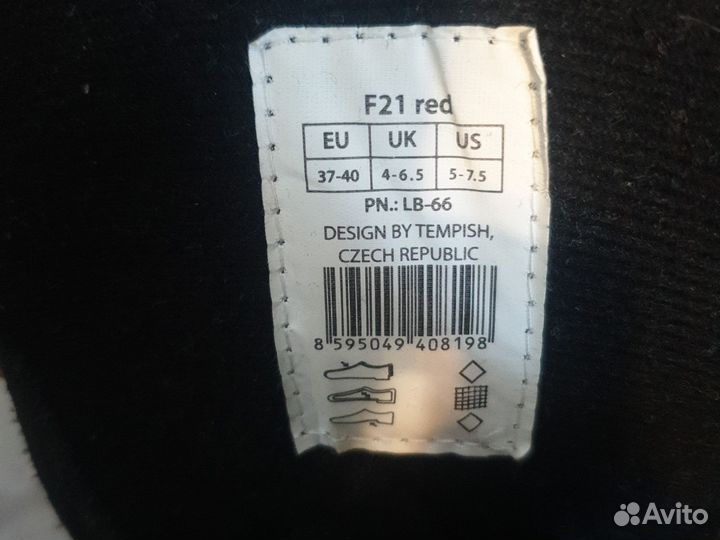 F21 red
EU UK US
37-40 4-6.5 5-7.5
PN.: LB-66
DESIGN BY TEMPISH,
CZECH REPUBLIC
8 595049 408198
Avito